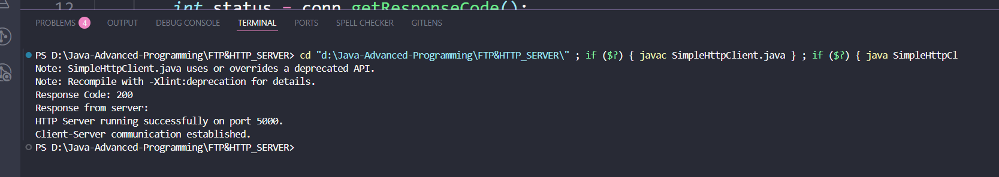 12 int status = conn.getResponseCode();
PROBLEMS 4 OUTPUT DEBUG CONSOLE TERMINAL PORTS SPELL CHECKER GITLENS
PS D:\Java-Advanced-Programming\FTP&HTTP_SERVER> cd "d:\Java-Advanced-Programming\FTP&HTTP_SERVER\" ; if ($?) { javac SimpleHttpClient.java } ; if ($?) { java SimpleHttpCl
Note: SimpleHttpClient.java uses or overrides a deprecated API.
Note: Recompile with -Xlint:deprecation for details.
Response Code: 200
Response from server:
HTTP Server running successfully on port 5000.
Client-Server communication established.
PS D:\Java-Advanced-Programming\FTP&HTTP_SERVER>